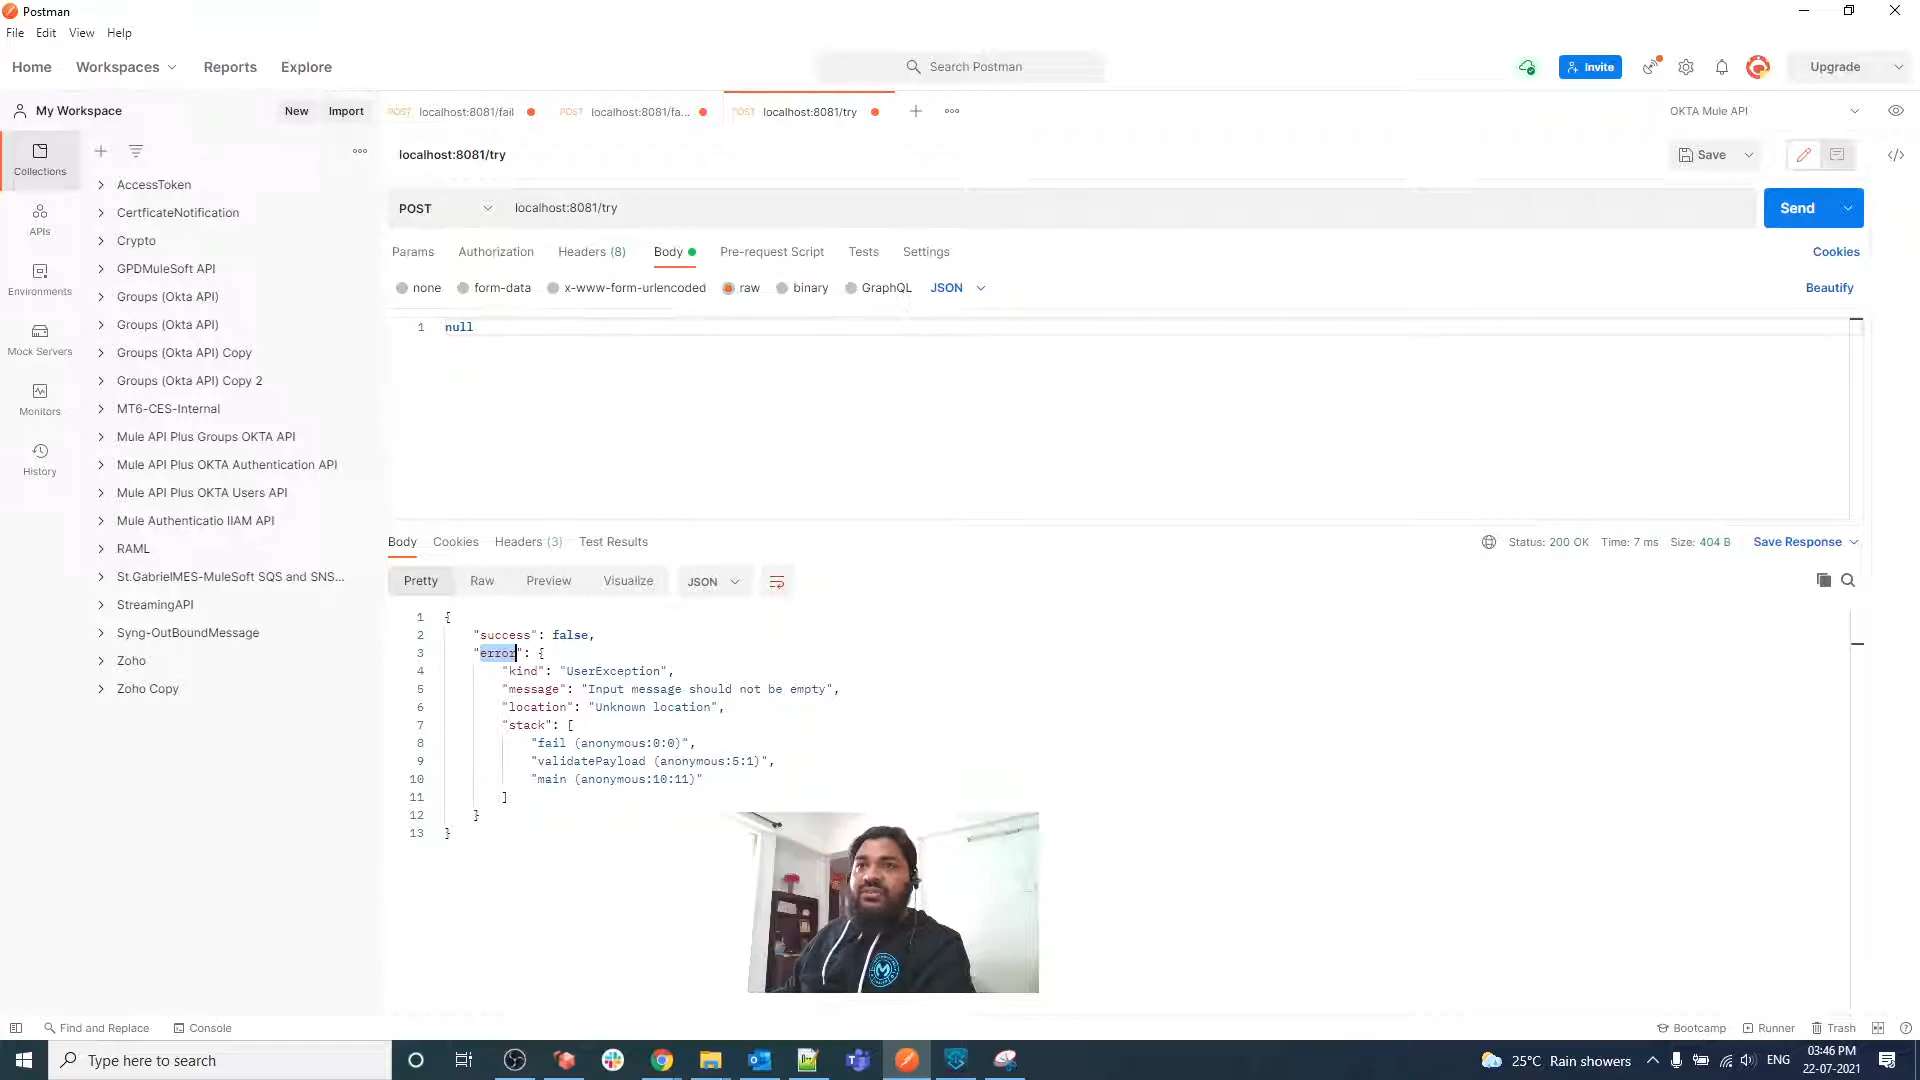 Postman
File Edit View Help
Home Workspaces Reports Explore
Search Postman
Invite
Upgrade
My Workspace New Import
POST localhost:8081/fail
POST localhost:8081/fa...
POST localhost:8081/try
OKTA Mule API
localhost:8081/try
Save
POST localhost:8081/try
Send
Params Authorization Headers (8) Body Pre-request Script Tests Settings
Cookies
none form-data x-www-form-urlencoded raw binary GraphQL JSON
Beautify
1 null
Collections
APIs
Environments
Mock Servers
Monitors
History
AccessToken
CertficateNotification
Crypto
GPDMuleSoft API
Groups (Okta API)
Groups (Okta API)
Groups (Okta API) Copy
Groups (Okta API) Copy 2
MT6-CES-Internal
Mule API Plus Groups OKTA API
Mule API Plus OKTA Authentication API
Mule API Plus OKTA Users API
Mule Authenticatio IIAM API
RAML
St.GabrielMES-MuleSoft SQS and SNS...
StreamingAPI
Syng-OutBoundMessage
Zoho
Zoho Copy
Body Cookies Headers (3) Test Results
Status: 200 OK Time: 7 ms Size: 404 B Save Response
Pretty Raw Preview Visualize JSON
1 {
2 "success": false,
3 "error": {
4 "kind": "UserException",
5 "message": "Input message should not be empty",
6 "location": "Unknown location",
7 "stack": [
8 "fail (anonymous:0:0)",
9 "validatePayload (anonymous:5:1)",
10 "main (anonymous:10:11)"
11 ]
12 }
13 }
Find and Replace Console
Bootcamp Runner Trash
Type here to search
25°C Rain showers
ENG
03:46 PM
22-07-2021